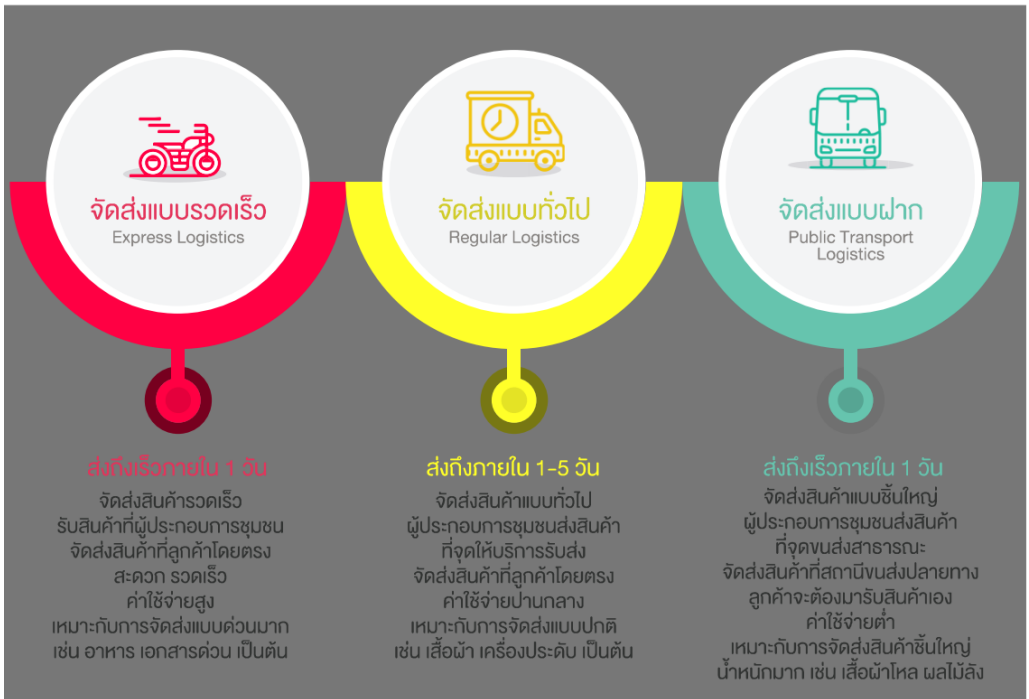 จัดส่งแบบรวดเร็ว
Express Logistics
ส่งถึงเร็วภายใน 1 วัน
จัดส่งสินค้ารวดเร็ว
รับสินค้าที่ผู้ประกอบการชุมชน
จัดส่งสินค้าที่ลูกค้าโดยตรง
สะดวก รวดเร็ว
ค่าใช้จ่ายสูง
เหมาะกับการจัดส่งแบบด่วนมาก
เช่น อาหาร เอกสารด่วน เป็นต้น
จัดส่งแบบทั่วไป
Regular Logistics
ส่งถึงภายใน 1-5 วัน
จัดส่งสินค้าแบบทั่วไป
ผู้ประกอบการชุมชนส่งสินค้า
ที่จุดให้บริการรับส่ง
จัดส่งสินค้าที่ลูกค้าโดยตรง
ค่าใช้จ่ายปานกลาง
เหมาะกับการจัดส่งแบบปกติ
เช่น เสื้อผ้า เครื่องประดับ เป็นต้น
จัดส่งแบบฝาก
Public Transport
Logistics
ส่งถึงเร็วภายใน 1 วัน
จัดส่งสินค้าแบบชิ้นใหญ่
ผู้ประกอบการชุมชนส่งสินค้า
ที่จุดขนส่งสาธารณะ
จัดส่งสินค้าที่สถานีขนส่งปลายทาง
ลูกค้าจะต้องมารับสินค้าเอง
ค่าใช้จ่ายต่ำ
เหมาะกับการจัดส่งสินค้าชิ้นใหญ่
น้ำหนักมาก เช่น เสื้อผ้าโหล ผลไม้ลัง